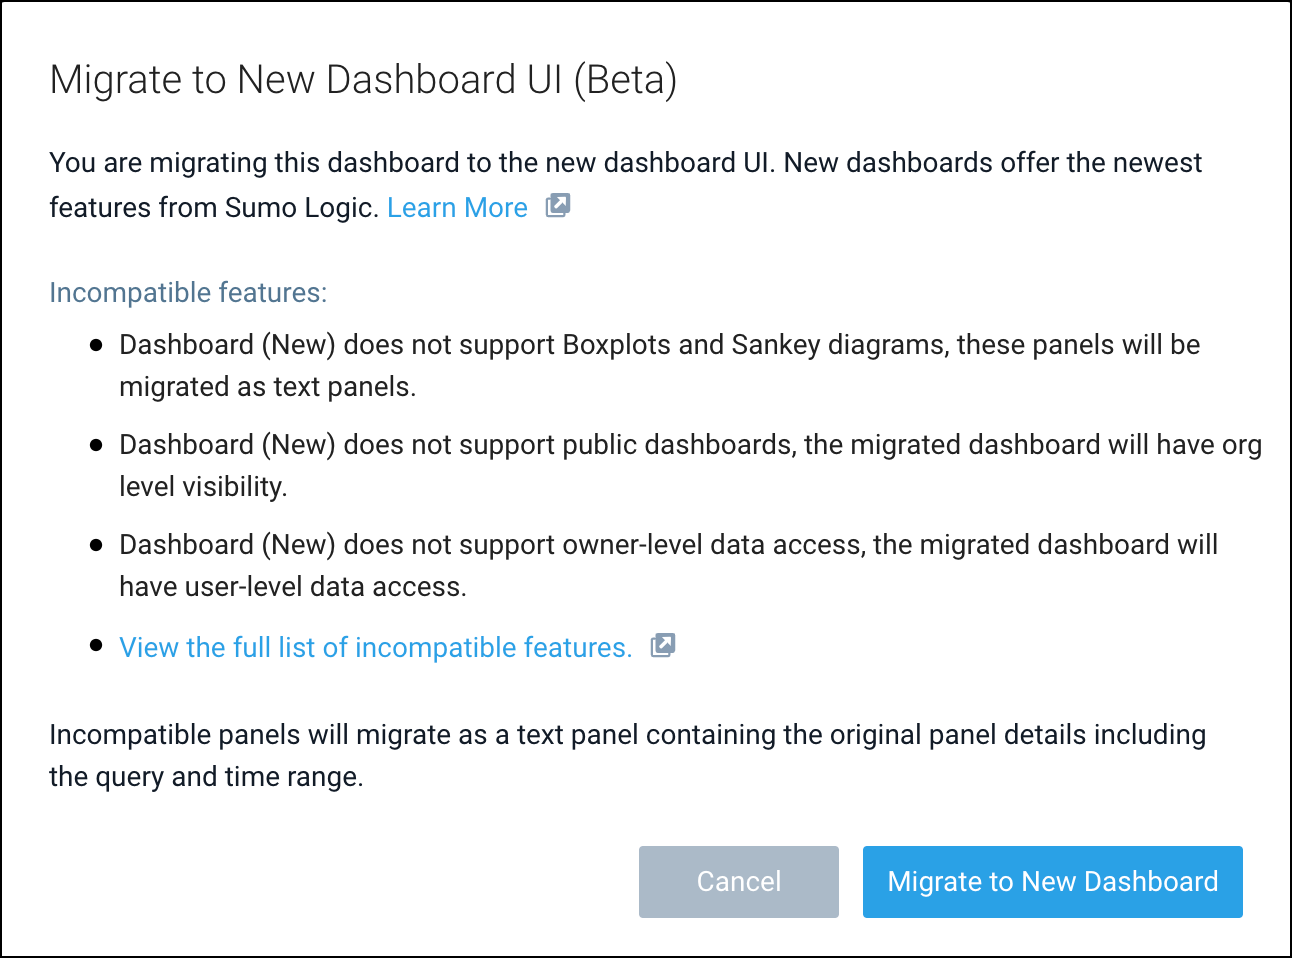 Migrate to New Dashboard UI (Beta)
You are migrating this dashboard to the new dashboard UI. New dashboards offer the newest
features from Sumo Logic. Learn More
Incompatible features:
• Dashboard (New) does not support Boxplots and Sankey diagrams, these panels will be
migrated as text panels.
• Dashboard (New) does not support public dashboards, the migrated dashboard will have org
level visibility.
• Dashboard (New) does not support owner-level data access, the migrated dashboard will
have user-level data access.
• View the full list of incompatible features.
Incompatible panels will migrate as a text panel containing the original panel details including
the query and time range.
Cancel
Migrate to New Dashboard